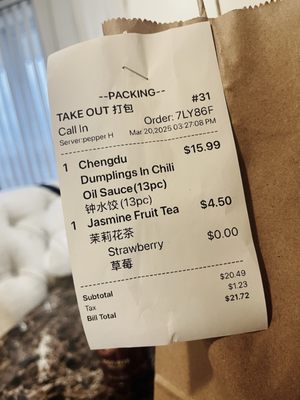 --PACKING--
TAKE OUT 打包 #31
Call In Order: 7LY86F
Server:pepper H Mar 20,2025 03:27:08 PM
1 Chengdu $15.99
Dumplings In Chili
Oil Sauce(13pc)
钟水饺(13pc)
1 Jasmine Fruit Tea $4.50
茉莉花茶
Strawberry $0.00
草莓
Subtotal $20.49
Tax $1.23
Bill Total $21.72